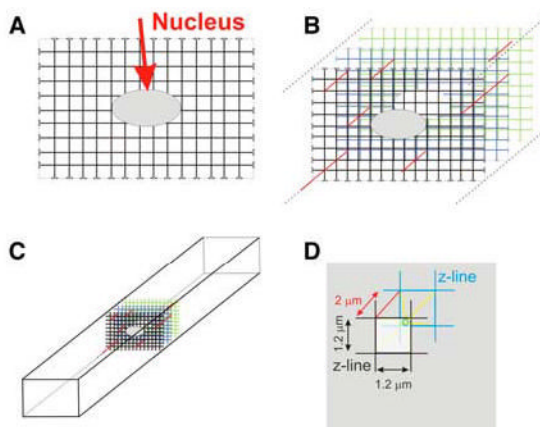 A
Nucleus
B
C
D
z-line
2 μm
1.2 μm
z-line
1.2 μm